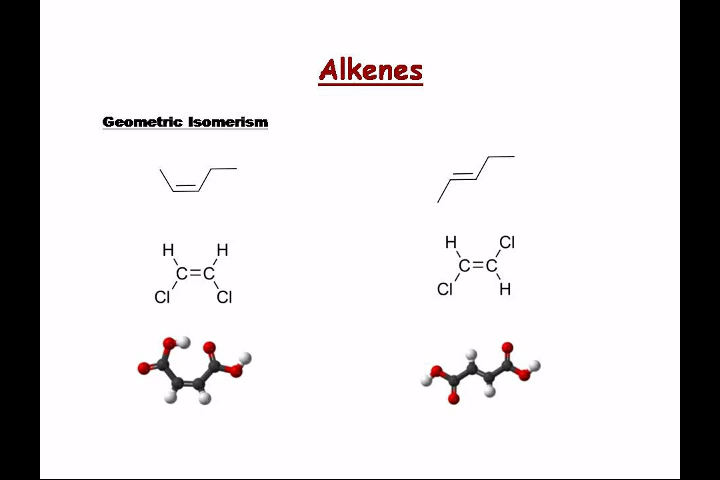 Alkenes
Geometric Isomerism
H H
C=C
Cl Cl
H Cl
C=C
Cl H